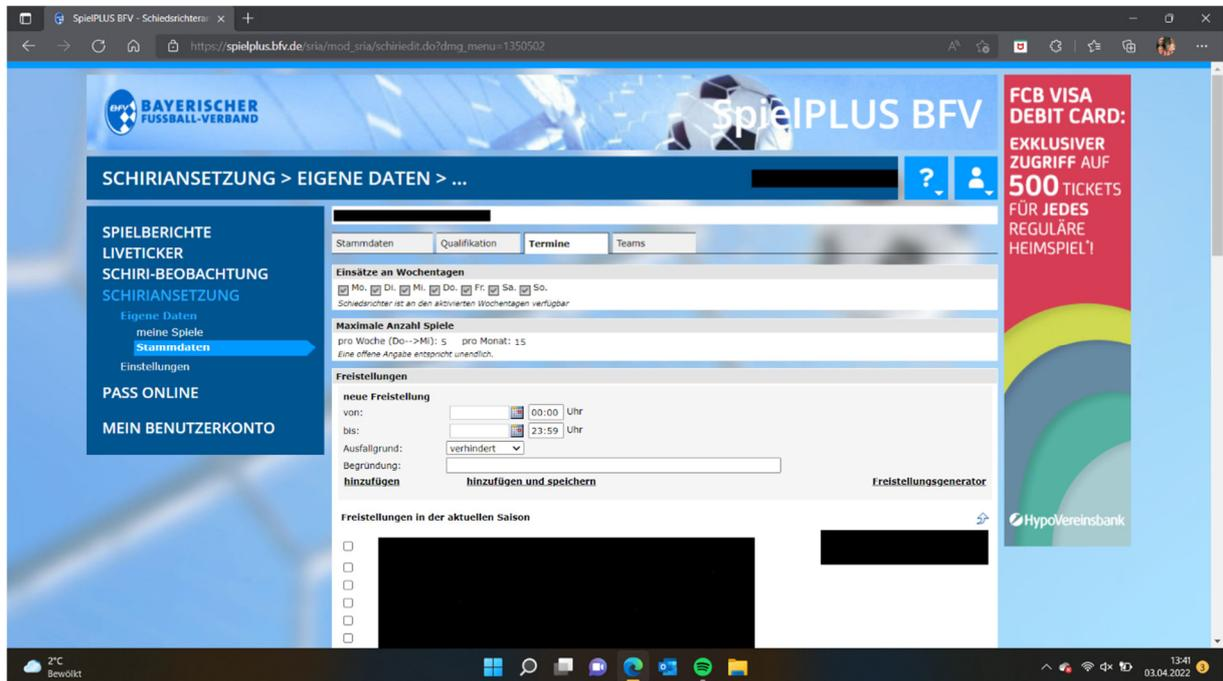 SpielPLUS BFV - Schiedsrichteran
https://spielplus.bfv.de/sria/mod_sria/schiriedit.do?dmg_menu=1350502
BFV
BAYERISCHER
FUSSBALL-VERBAND
SpielPLUS BFV
SCHIRIANSETZUNG > EIGENE DATEN > ...
?
SPIELBERICHTE
LIVETICKER
SCHIRI-BEOBACHTUNG
SCHIRIANSETZUNG
Eigene Daten
meine Spiele
Stammdaten
Einstellungen
PASS ONLINE
MEIN BENUTZERKONTO
Stammdaten Qualifikation Termine Teams
Einsätze an Wochentagen
Mo. Di. Mi. Do. Fr. Sa. So.
Schiedsrichter ist an den aktivierten Wochentagen verfügbar
Maximale Anzahl Spiele
pro Woche (Do-->Mi): 5 pro Monat: 15
Eine offene Angabe entspricht unendlich.
Freistellungen
neue Freistellung
von: 00:00 Uhr
bis: 23:59 Uhr
Ausfallgrund: verhindert
Begründung:
hinzufügen hinzufügen und speichern Freistellungsgenerator
Freistellungen in der aktuellen Saison
FCB VISA
DEBIT CARD:
EXKLUSIVER
ZUGRIFF AUF
500 TICKETS
FÜR JEDES
REGULÄRE
HEIMSPIEL*!
HypoVereinsbank
2°C
Bewölkt
13:41
03.04.2022
3